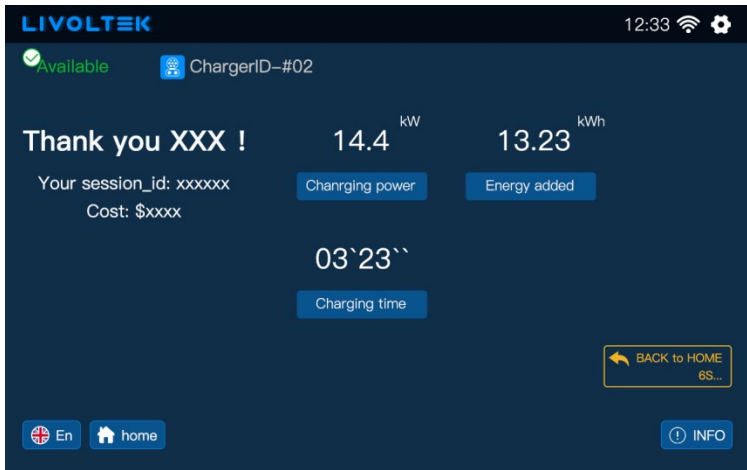 LIVOLTEK
12:33
Available
ChargerID-#02
Thank you XXX !
Your session_id: xxxxxx
Cost: $xxxx
14.4 kW
Chanrging power
13.23 kWh
Energy added
03`23``
Charging time
BACK to HOME
6S...
En
home
INFO